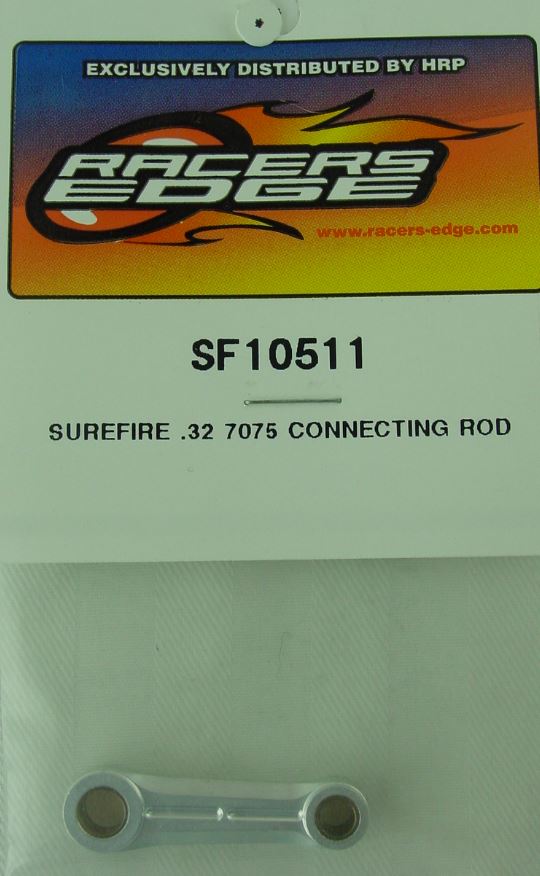 EXCLUSIVELY DISTRIBUTED BY HRP
RACERS
EDGE
www.racers-edge.com
SF10511
SUREFIRE .32 7075 CONNECTING ROD